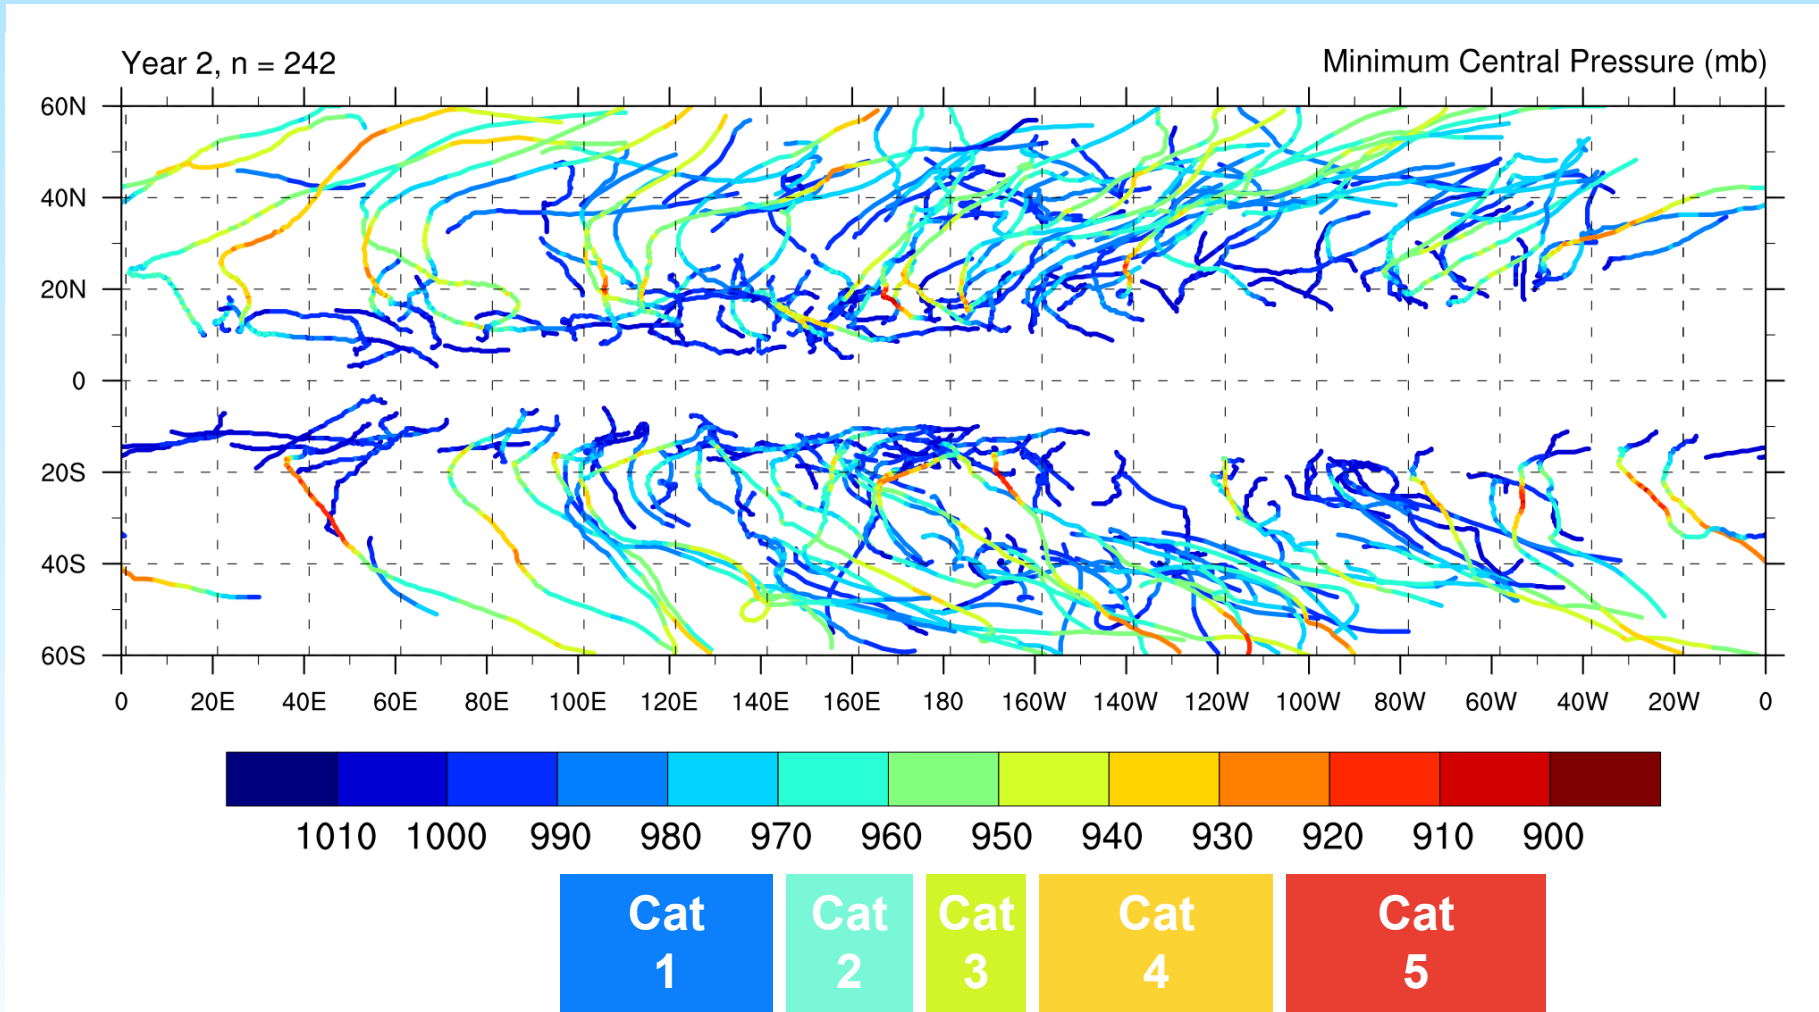 Year 2, n = 242
Minimum Central Pressure (mb)
60N
40N
20N
0
20S
40S
60S
0 20E 40E 60E 80E 100E 120E 140E 160E 180 160W 140W 120W 100W 80W 60W 40W 20W 0
1010 1000 990 980 970 960 950 940 930 920 910 900
Cat 1
Cat 2
Cat 3
Cat 4
Cat 5